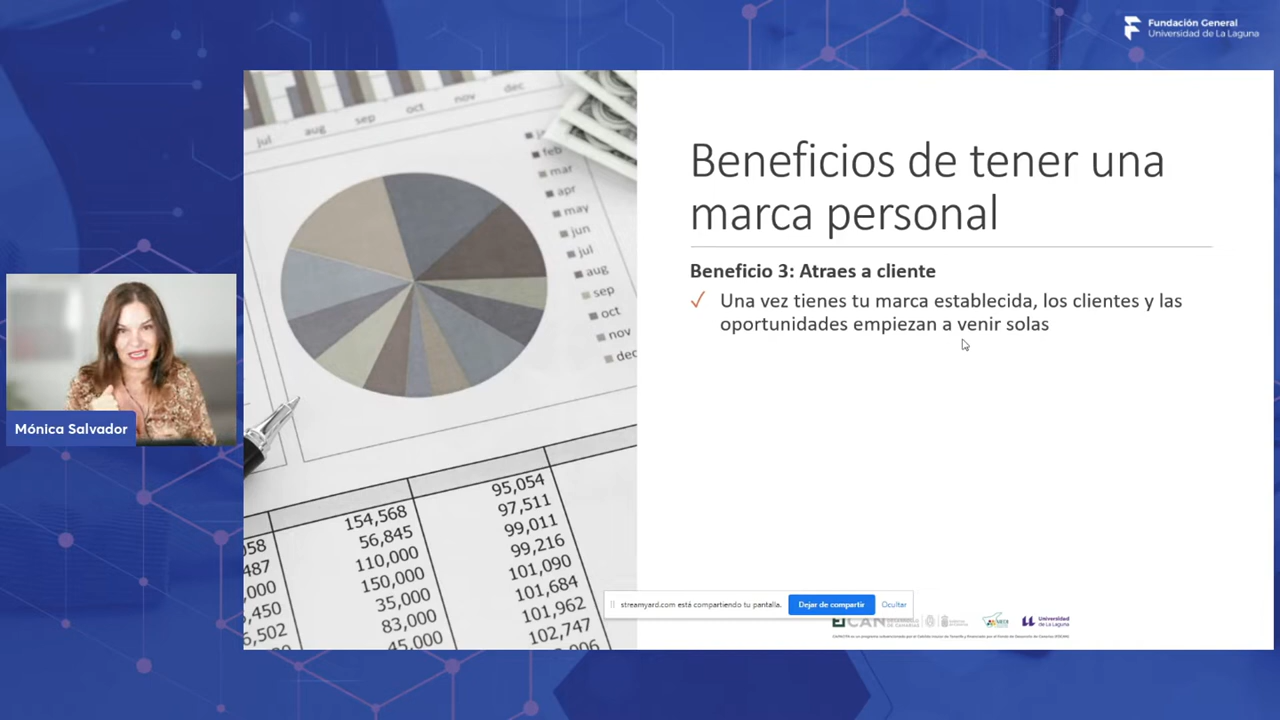 Fundación General
Universidad de La Laguna
Beneficios de tener una
marca personal
Beneficio 3: Atraes a cliente
✓ Una vez tienes tu marca establecida, los clientes y las
oportunidades empiezan a venir solas
Mónica Salvador
jul aug sep oct nov dec
feb
mar
apr
may
jun
jul
aug
sep
oct
nov
dec
154,568
56,845
110,000
150,000
35,000
83,000
45,000
95,054
97,511
99,011
99,216
101,090
101,684
101,962
102,747
streamyard.com está compartiendo tu pantalla.
Dejar de compartir
Ocultar
Universidad
de La Laguna